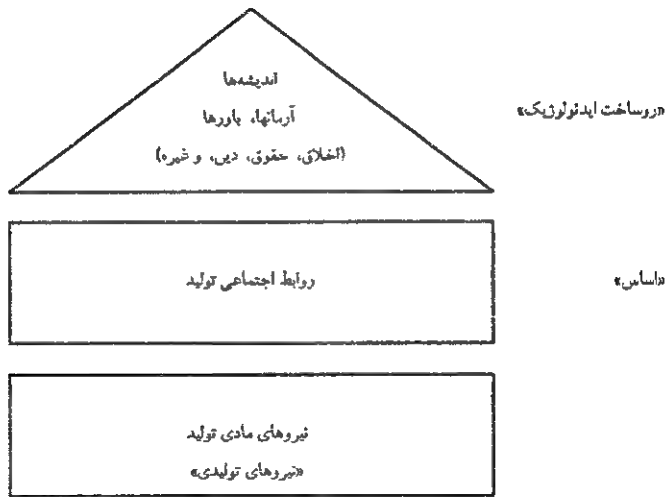 اندیشه‌ها
آرمانها، باورها
«روساخت ایدئولوژیک»
(اخلاق، حقوق، دین، و غیره)
روابط اجتماعی تولید
«اساس»
نیروهای مادی تولید
«نیروهای تولیدی»